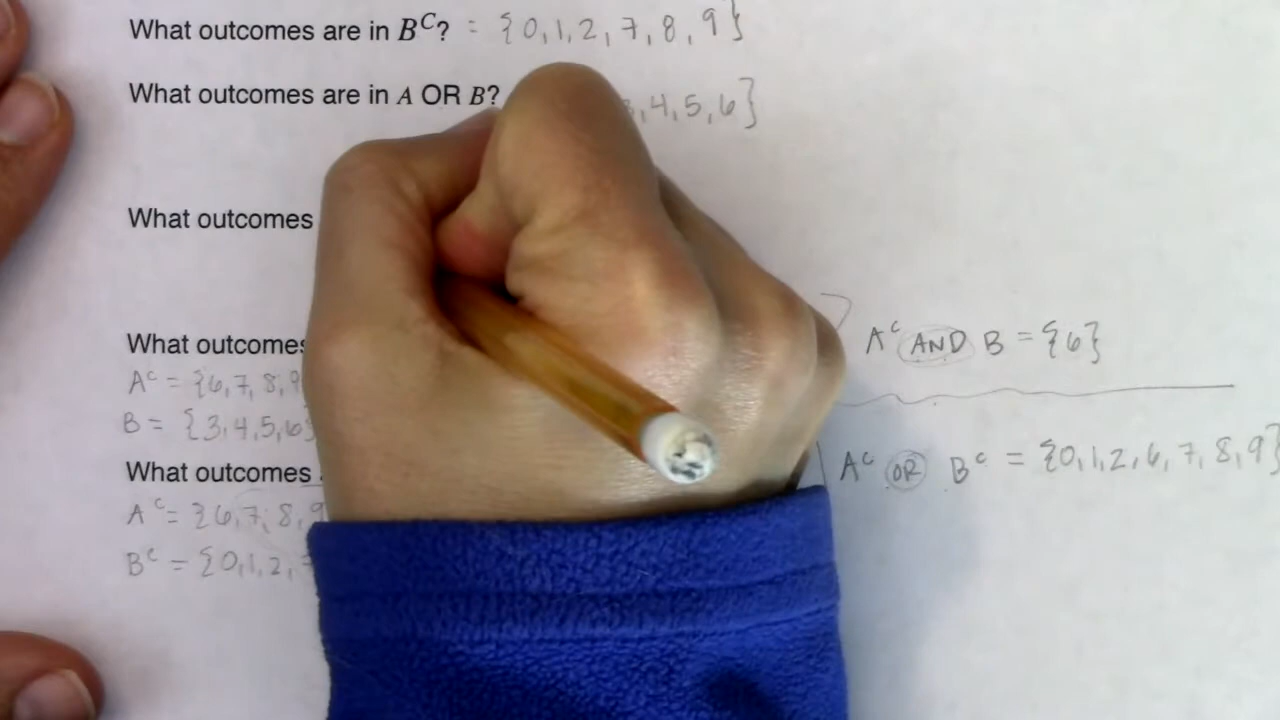 What outcomes are in B^C? = {0,1,2,7,8,9}
What outcomes are in A OR B? ,4,5,6}
What outcomes
A^C AND B = {6}
What outcomes
A^C = {6,7,8,9
B = {3,4,5,6}
A^C OR B^C = {0,1,2,6,7,8,9}
What outcomes
A^C = {6,7,8,9
B^C = {0,1,2,